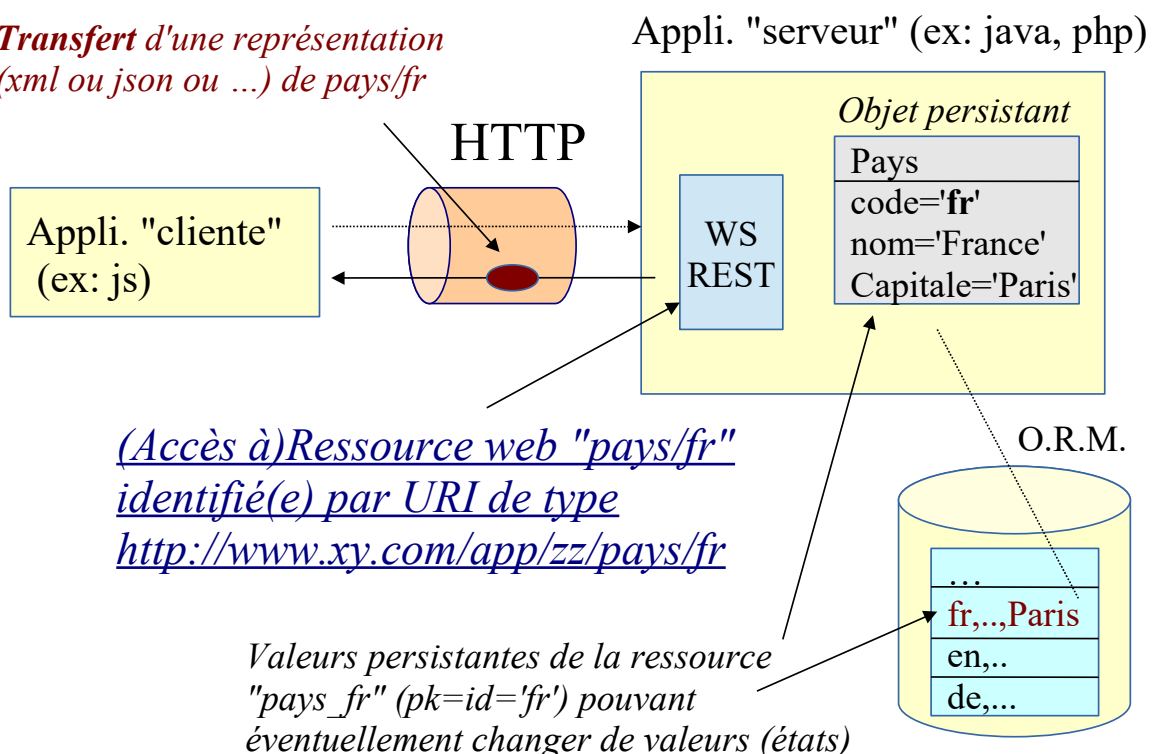 Transfert d'une représentation
(xml ou json ou ...) de pays/fr
Appli. "serveur" (ex: java, php)
HTTP
Objet persistant
Pays
code='fr'
nom='France'
Capitale='Paris'
Appli. "cliente"
(ex: js)
WS
REST
(Accès à)Ressource web "pays/fr"
identifié(e) par URI de type
http://www.xy.com/app/zz/pays/fr
O.R.M.
...
fr,..,Paris
en,..
de,...
Valeurs persistantes de la ressource
"pays_fr" (pk=id='fr') pouvant
éventuellement changer de valeurs (états)